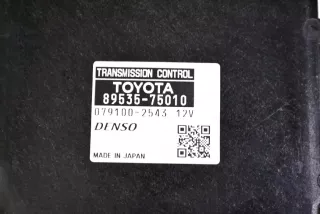 TRANSMISSION CONTROL
TOYOTA
89535-75010
079100-2543 12V
DENSO
MADE IN JAPAN